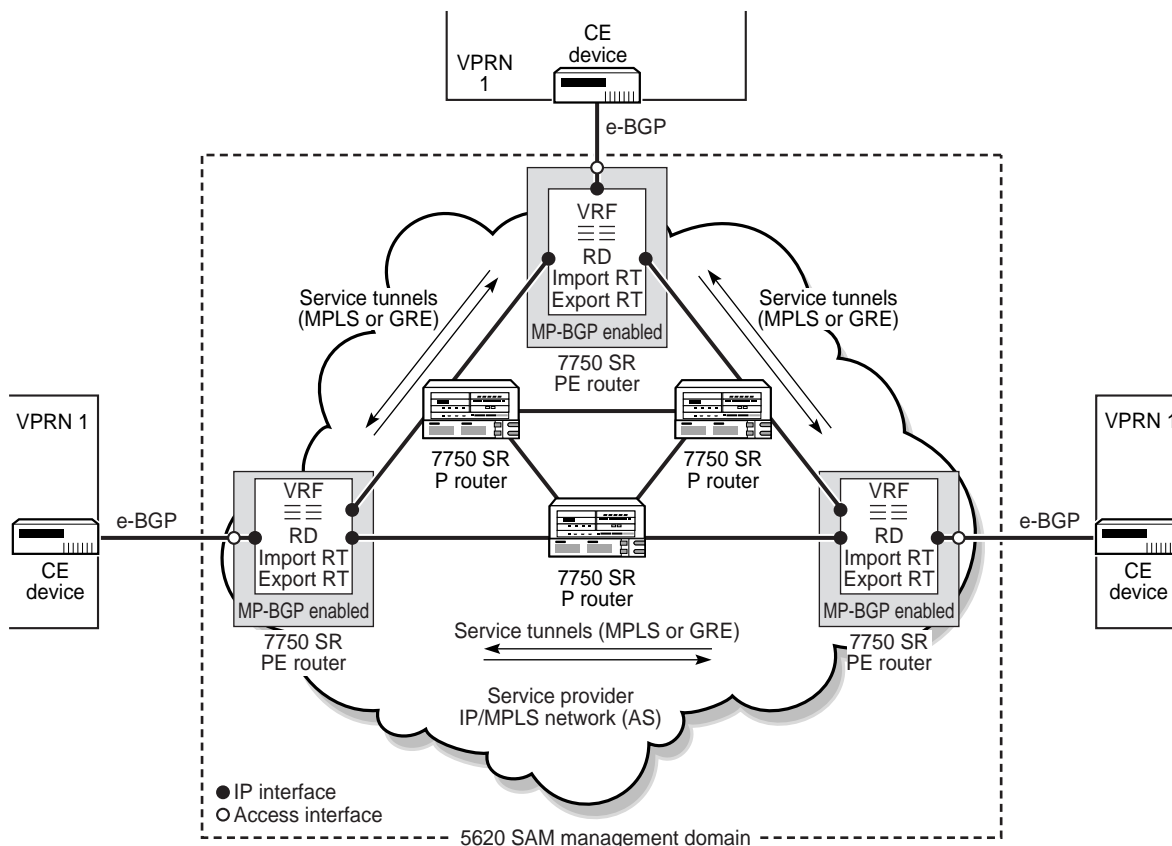 CE
device
VPRN
1
e-BGP
VRF
RD
Import RT
Export RT
MP-BGP enabled
7750 SR
PE router
Service tunnels
(MPLS or GRE)
Service tunnels
(MPLS or GRE)
7750 SR
P router
7750 SR
P router
VPRN 1
VPRN 1
e-BGP
CE
device
VRF
RD
Import RT
Export RT
MP-BGP enabled
7750 SR
PE router
7750 SR
P router
VRF
RD
Import RT
Export RT
MP-BGP enabled
7750 SR
PE router
e-BGP
CE
device
Service tunnels (MPLS or GRE)
Service provider
IP/MPLS network (AS)
IP interface
Access interface
5620 SAM management domain